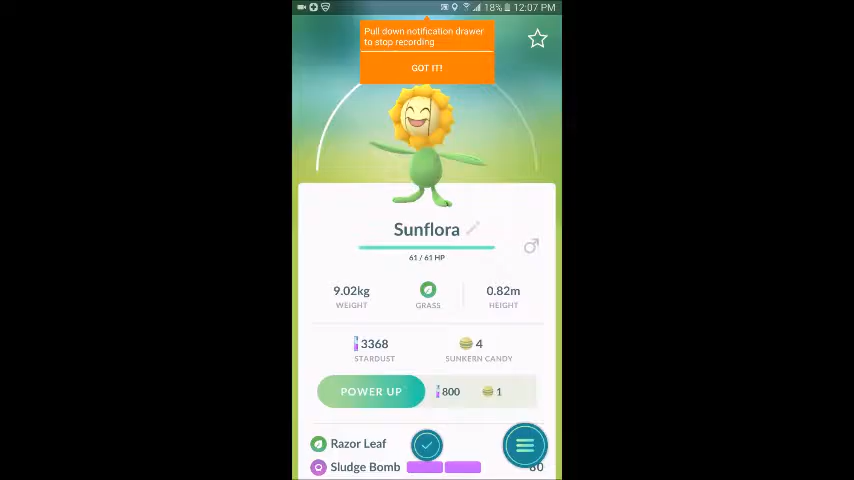 18% 12:07 PM
Pull down notification drawer
to stop recording
GOT IT!
Sunflora
61 / 61 HP
9.02kg 0.82m
WEIGHT GRASS HEIGHT
3368 4
STARDUST SUNKERN CANDY
POWER UP 800 1
Razor Leaf
Sludge Bomb 80